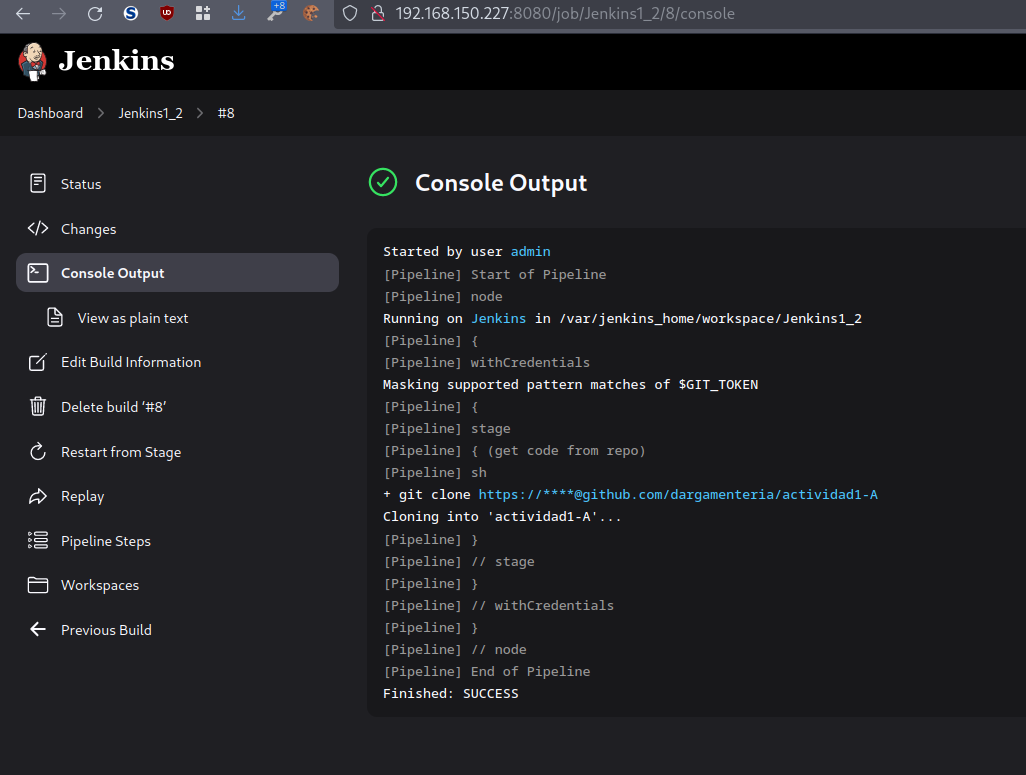 +8
192.168.150.227:8080/job/Jenkins1_2/8/console
Jenkins
Dashboard > Jenkins1_2 > #8
Status
Changes
Console Output
View as plain text
Edit Build Information
Delete build ‘#8’
Restart from Stage
Replay
Pipeline Steps
Workspaces
Previous Build
Console Output
Started by user admin
[Pipeline] Start of Pipeline
[Pipeline] node
Running on Jenkins in /var/jenkins_home/workspace/Jenkins1_2
[Pipeline] {
[Pipeline] withCredentials
Masking supported pattern matches of $GIT_TOKEN
[Pipeline] {
[Pipeline] stage
[Pipeline] { (get code from repo)
[Pipeline] sh
+ git clone https://****@github.com/dargamenteria/actividad1-A
Cloning into 'actividad1-A'...
[Pipeline] }
[Pipeline] // stage
[Pipeline] }
[Pipeline] // withCredentials
[Pipeline] }
[Pipeline] // node
[Pipeline] End of Pipeline
Finished: SUCCESS